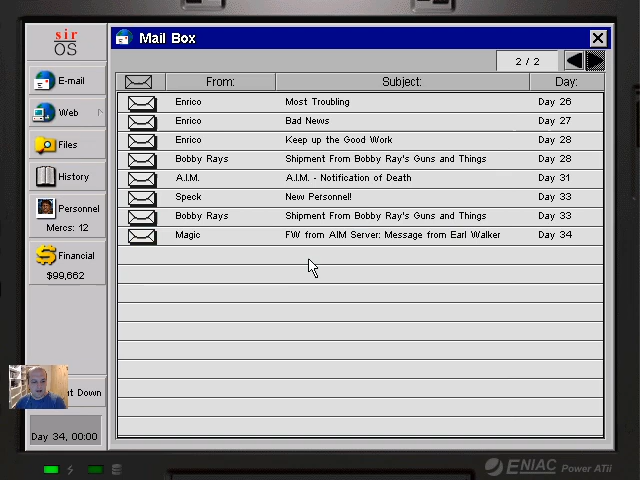 sir
OS
Mail Box
2 / 2
From: Subject: Day:
E-mail
Web
Files
History
Personnel
Mercs: 12
Financial
$99,662
ut Down
Day 34, 00:00
Enrico Most Troubling Day 26
Enrico Bad News Day 27
Enrico Keep up the Good Work Day 28
Bobby Rays Shipment From Bobby Ray's Guns and Things Day 28
A.I.M. A.I.M. - Notification of Death Day 31
Speck New Personnel! Day 33
Bobby Rays Shipment From Bobby Ray's Guns and Things Day 33
Magic FW from AIM Server: Message from Earl Walker Day 34
ENIAC Power ATii